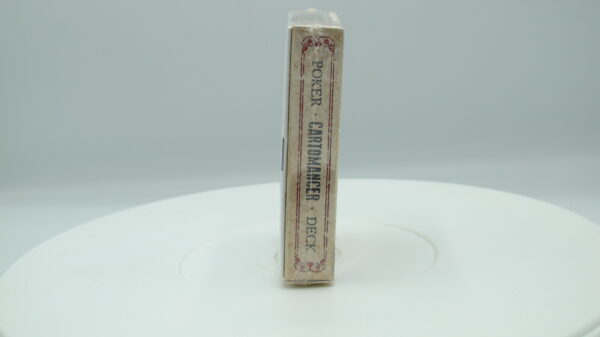 POKER · CARTOMANCER · DECK